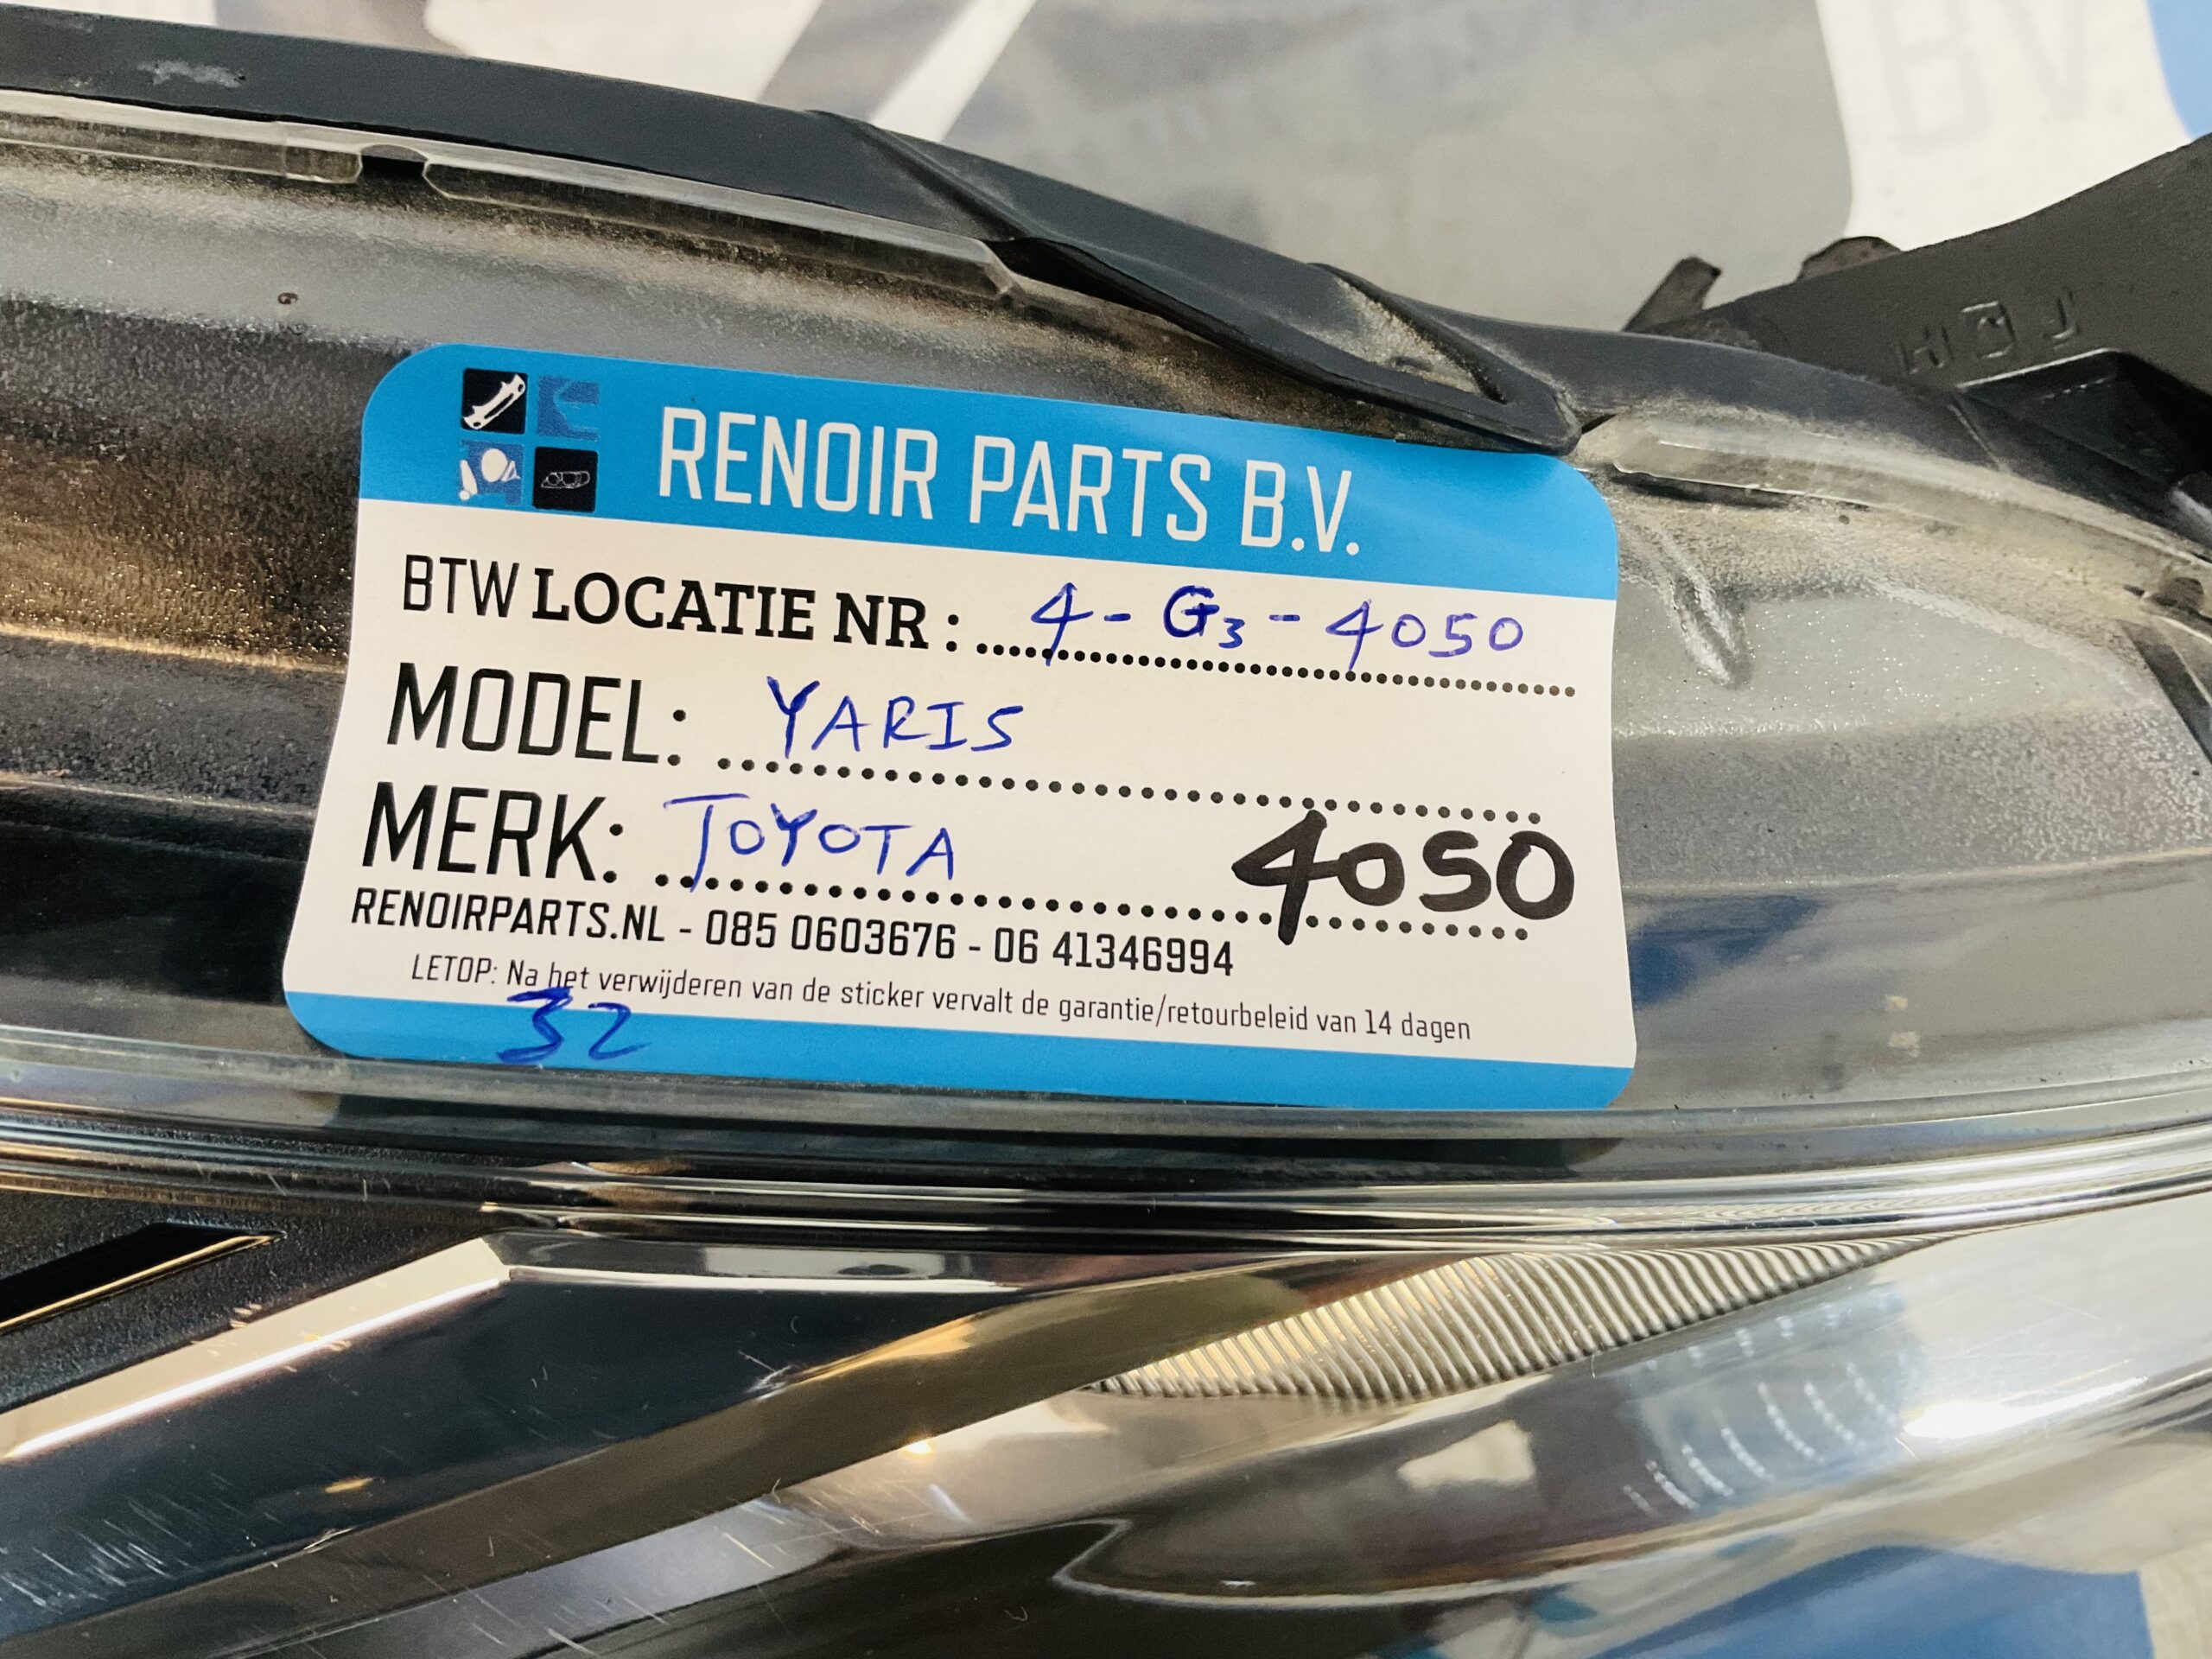 RENOIR PARTS B.V.
BTW LOCATIE NR : 4 - G3 - 4050
MODEL: YARIS
MERK: TOYOTA 4050
RENOIRPARTS.NL - 085 0603676 - 06 41346994
LETOP: Na het verwijderen van de sticker vervalt de garantie/retourbeleid van 14 dagen
32
BV